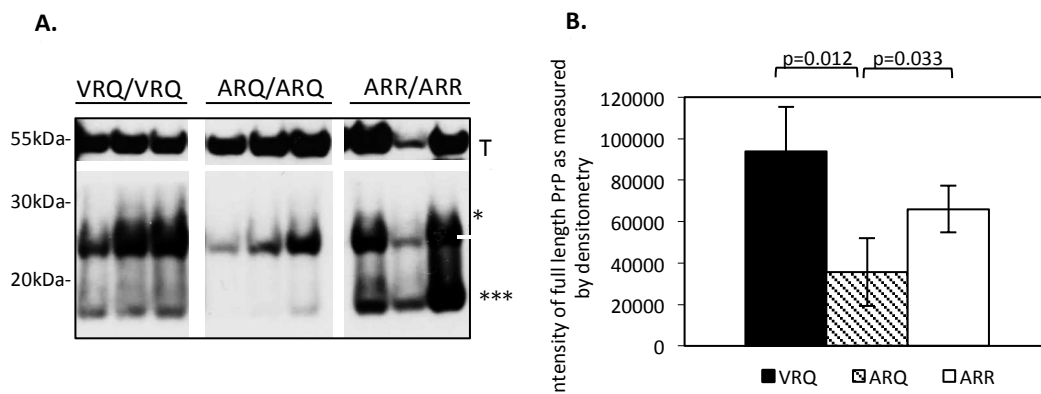 A.
VRQ/VRQ ARQ/ARQ ARR/ARR
55kDa-
T
30kDa-
*
20kDa-
***
B.
p=0.012 p=0.033
ntensity of full length PrP as measured
by densitometry
120000
100000
80000
60000
40000
20000
0
VRQ ARQ ARR